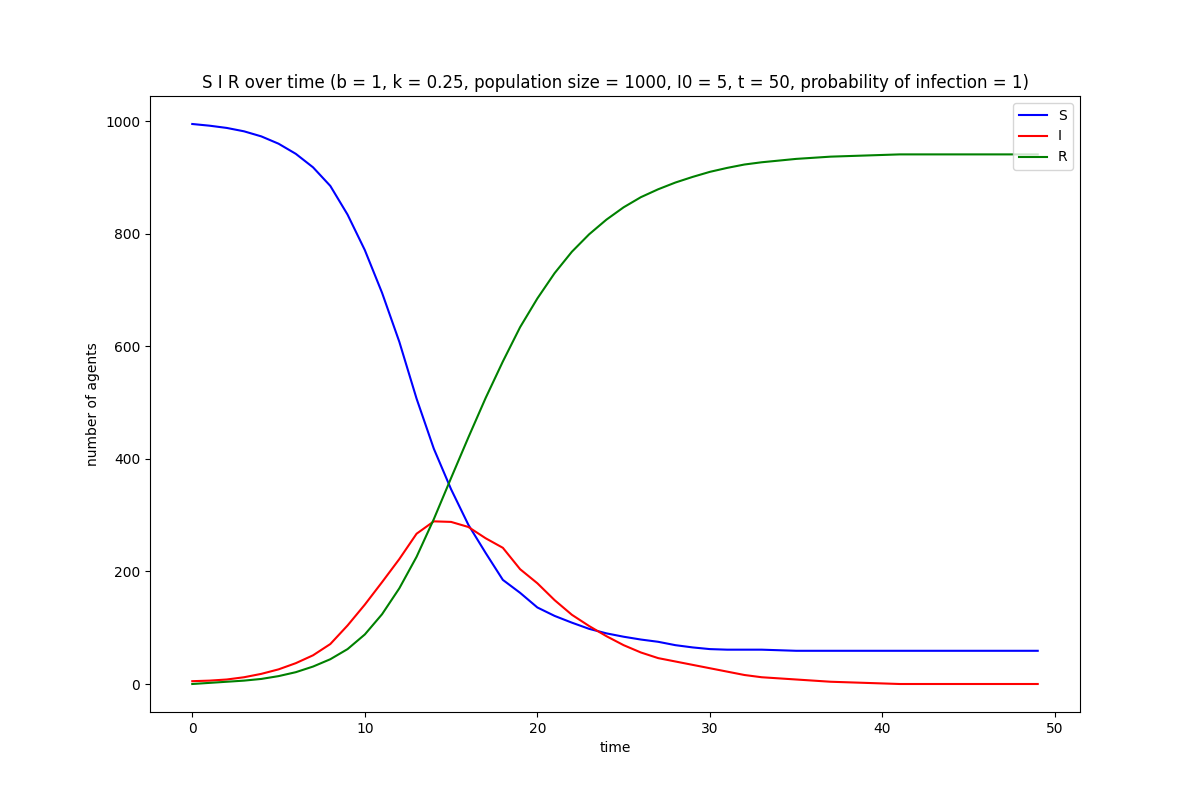 S I R over time (b = 1, k = 0.25, population size = 1000, I0 = 5, t = 50, probability of infection = 1)
S
I
R
1000
800
600
400
200
0
number of agents
0 10 20 30 40 50
time